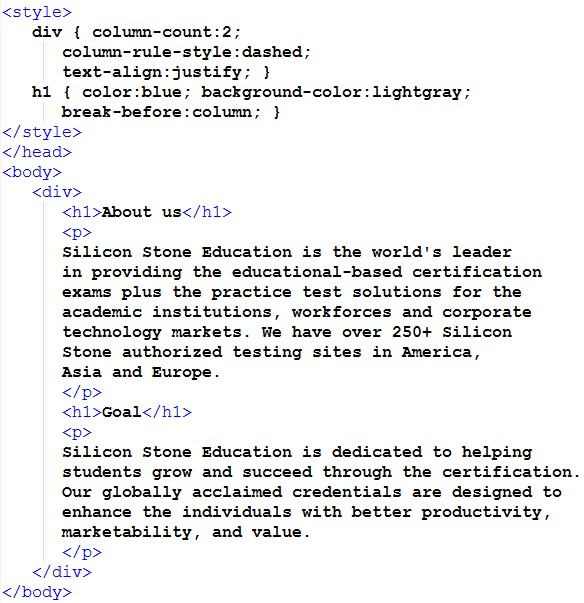 <style>
div { column-count:2;
column-rule-style:dashed;
text-align:justify; }
h1 { color:blue; background-color:lightgray;
break-before:column; }
</style>
</head>
<body>
<div>
<h1>About us</h1>
<p>
Silicon Stone Education is the world's leader
in providing the educational-based certification
exams plus the practice test solutions for the
academic institutions, workforces and corporate
technology markets. We have over 250+ Silicon
Stone authorized testing sites in America,
Asia and Europe.
</p>
<h1>Goal</h1>
<p>
Silicon Stone Education is dedicated to helping
students grow and succeed through the certification.
Our globally acclaimed credentials are designed to
enhance the individuals with better productivity,
marketability, and value.
</p>
</div>
</body>